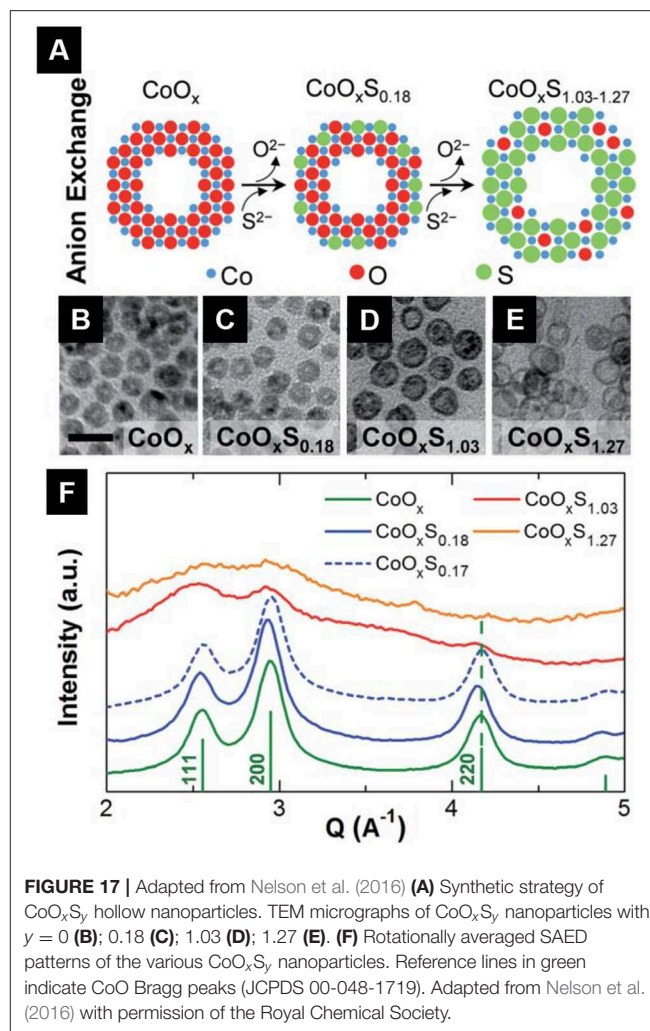 A
Anion Exchange
CoOₓ
CoOₓS₀.₁₈
CoOₓS₁.₀₃₋₁.₂₇
O²⁻
S²⁻
O²⁻
S²⁻
Co
O
S
B
C
D
E
CoOₓ
CoOₓS₀.₁₈
CoOₓS₁.₀₃
CoOₓS₁.₂₇
F
CoOₓ
CoOₓS₁.₀₃
CoOₓS₀.₁₈
CoOₓS₁.₂₇
CoOₓS₀.₁₇
Intensity (a.u.)
111
200
220
2
3
4
5
Q (A⁻¹)
FIGURE 17 | Adapted from Nelson et al. (2016) (A) Synthetic strategy of
CoOₓSᵧ hollow nanoparticles. TEM micrographs of CoOₓSᵧ nanoparticles with
y = 0 (B); 0.18 (C); 1.03 (D); 1.27 (E). (F) Rotationally averaged SAED
patterns of the various CoOₓSᵧ nanoparticles. Reference lines in green
indicate CoO Bragg peaks (JCPDS 00-048-1719). Adapted from Nelson et al.
(2016) with permission of the Royal Chemical Society.